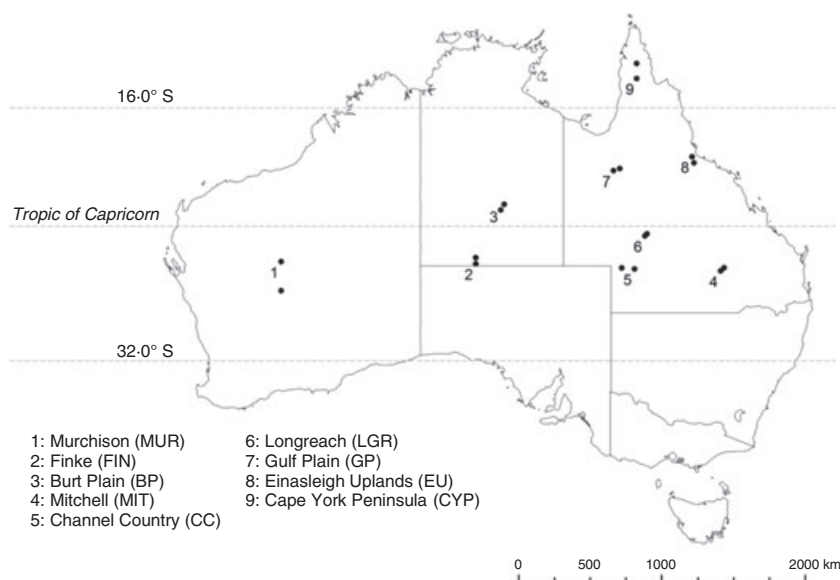 16·0° S
9
8
7
Tropic of Capricorn
3
6
1
2
5
4
32·0° S
1: Murchison (MUR)
2: Finke (FIN)
3: Burt Plain (BP)
4: Mitchell (MIT)
5: Channel Country (CC)
6: Longreach (LGR)
7: Gulf Plain (GP)
8: Einasleigh Uplands (EU)
9: Cape York Peninsula (CYP)
0 500 1000 2000 km